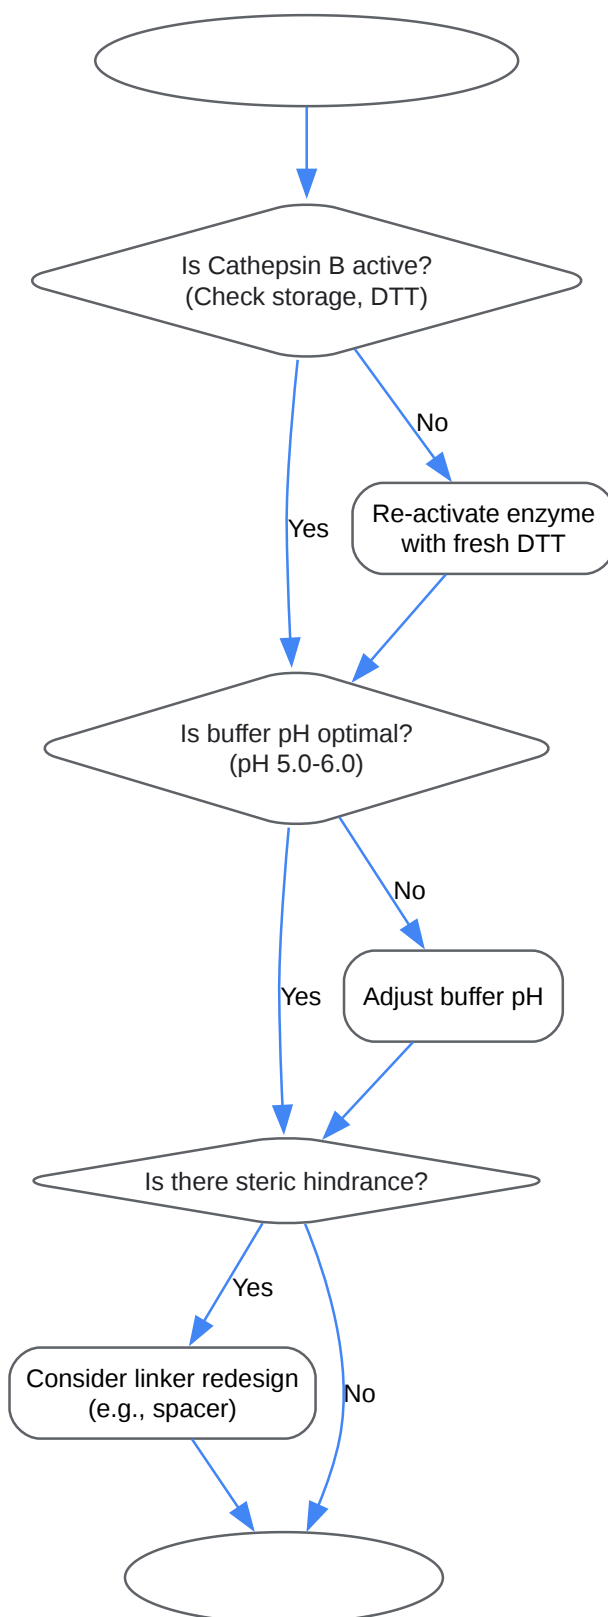 Is Cathepsin B active?
(Check storage, DTT)
No
Yes
Re-activate enzyme
with fresh DTT
Is buffer pH optimal?
(pH 5.0-6.0)
No
Yes
Adjust buffer pH
Is there steric hindrance?
Yes
Consider linker redesign
(e.g., spacer)
No